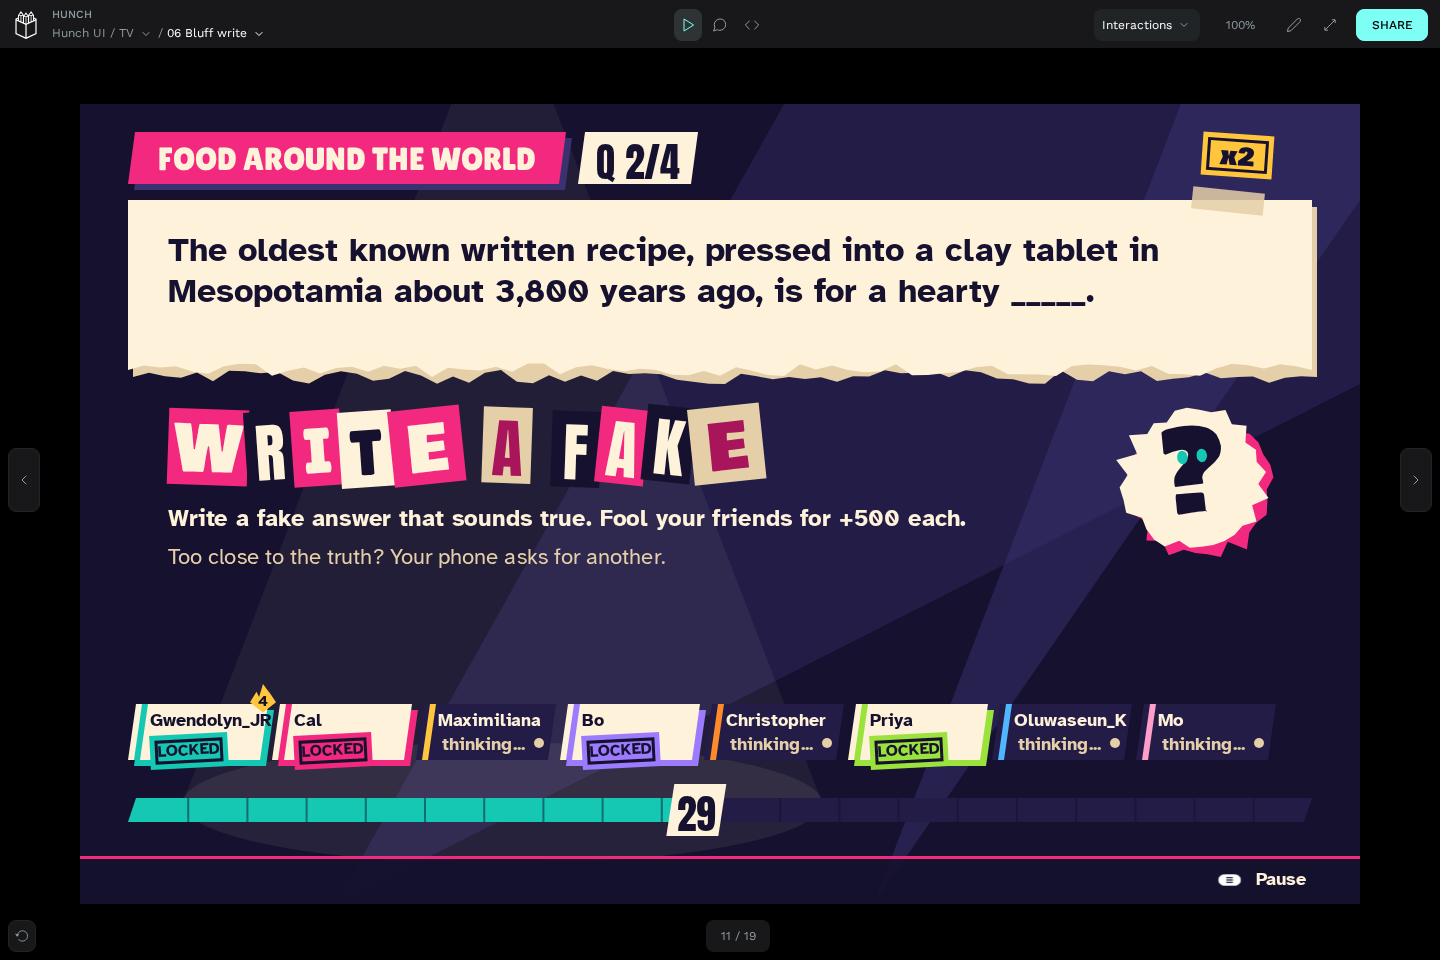 HUNCH
Hunch UI / TV / 06 Bluff write
Interactions
100%
SHARE
FOOD AROUND THE WORLD
Q 2/4
x2
The oldest known written recipe, pressed into a clay tablet in
Mesopotamia about 3,800 years ago, is for a hearty _____.
WRITE A FAKE
?
Write a fake answer that sounds true. Fool your friends for +500 each.
Too close to the truth? Your phone asks for another.
4
Gwendolyn_JR
LOCKED
Cal
LOCKED
Maximiliana
thinking...
Bo
LOCKED
Christopher
thinking...
Priya
LOCKED
Oluwaseun_K
thinking...
Mo
thinking...
29
Pause
11 / 19